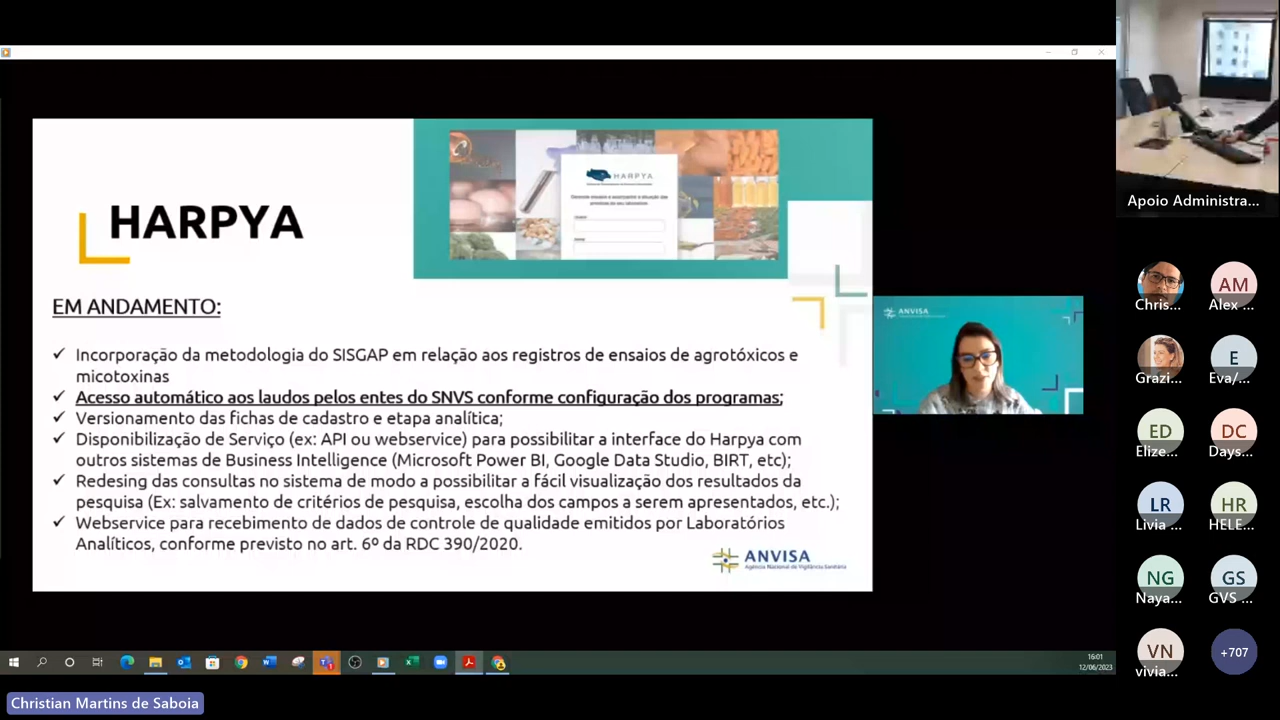 HARPYA
HARPYA
EM ANDAMENTO:
✓ Incorporação da metodologia do SISGAP em relação aos registros de ensaios de agrotóxicos e
micotoxinas
✓ Acesso automático aos laudos pelos entes do SNVS conforme configuração dos programas;
✓ Versionamento das fichas de cadastro e etapa analítica;
✓ Disponibilização de Serviço (ex: API ou webservice) para possibilitar a interface do Harpya com
outros sistemas de Business Intelligence (Microsoft Power BI, Google Data Studio, BIRT, etc);
✓ Redesing das consultas no sistema de modo a possibilitar a fácil visualização dos resultados da
pesquisa (Ex: salvamento de critérios de pesquisa, escolha dos campos a serem apresentados, etc.);
✓ Webservice para recebimento de dados de controle de qualidade emitidos por Laboratórios
Analíticos, conforme previsto no art. 6º da RDC 390/2020.
ANVISA
Agência Nacional de Vigilância Sanitária
ANVISA
Apoio Administra...
Chris...
AM
Alex ...
Grazi...
E
Eva/...
ED
Elize...
DC
Days...
LR
Livia ...
HR
HELE...
NG
Naya...
GS
GVS ...
VN
vivia...
+707
16:01
12/06/2023
Christian Martins de Saboia